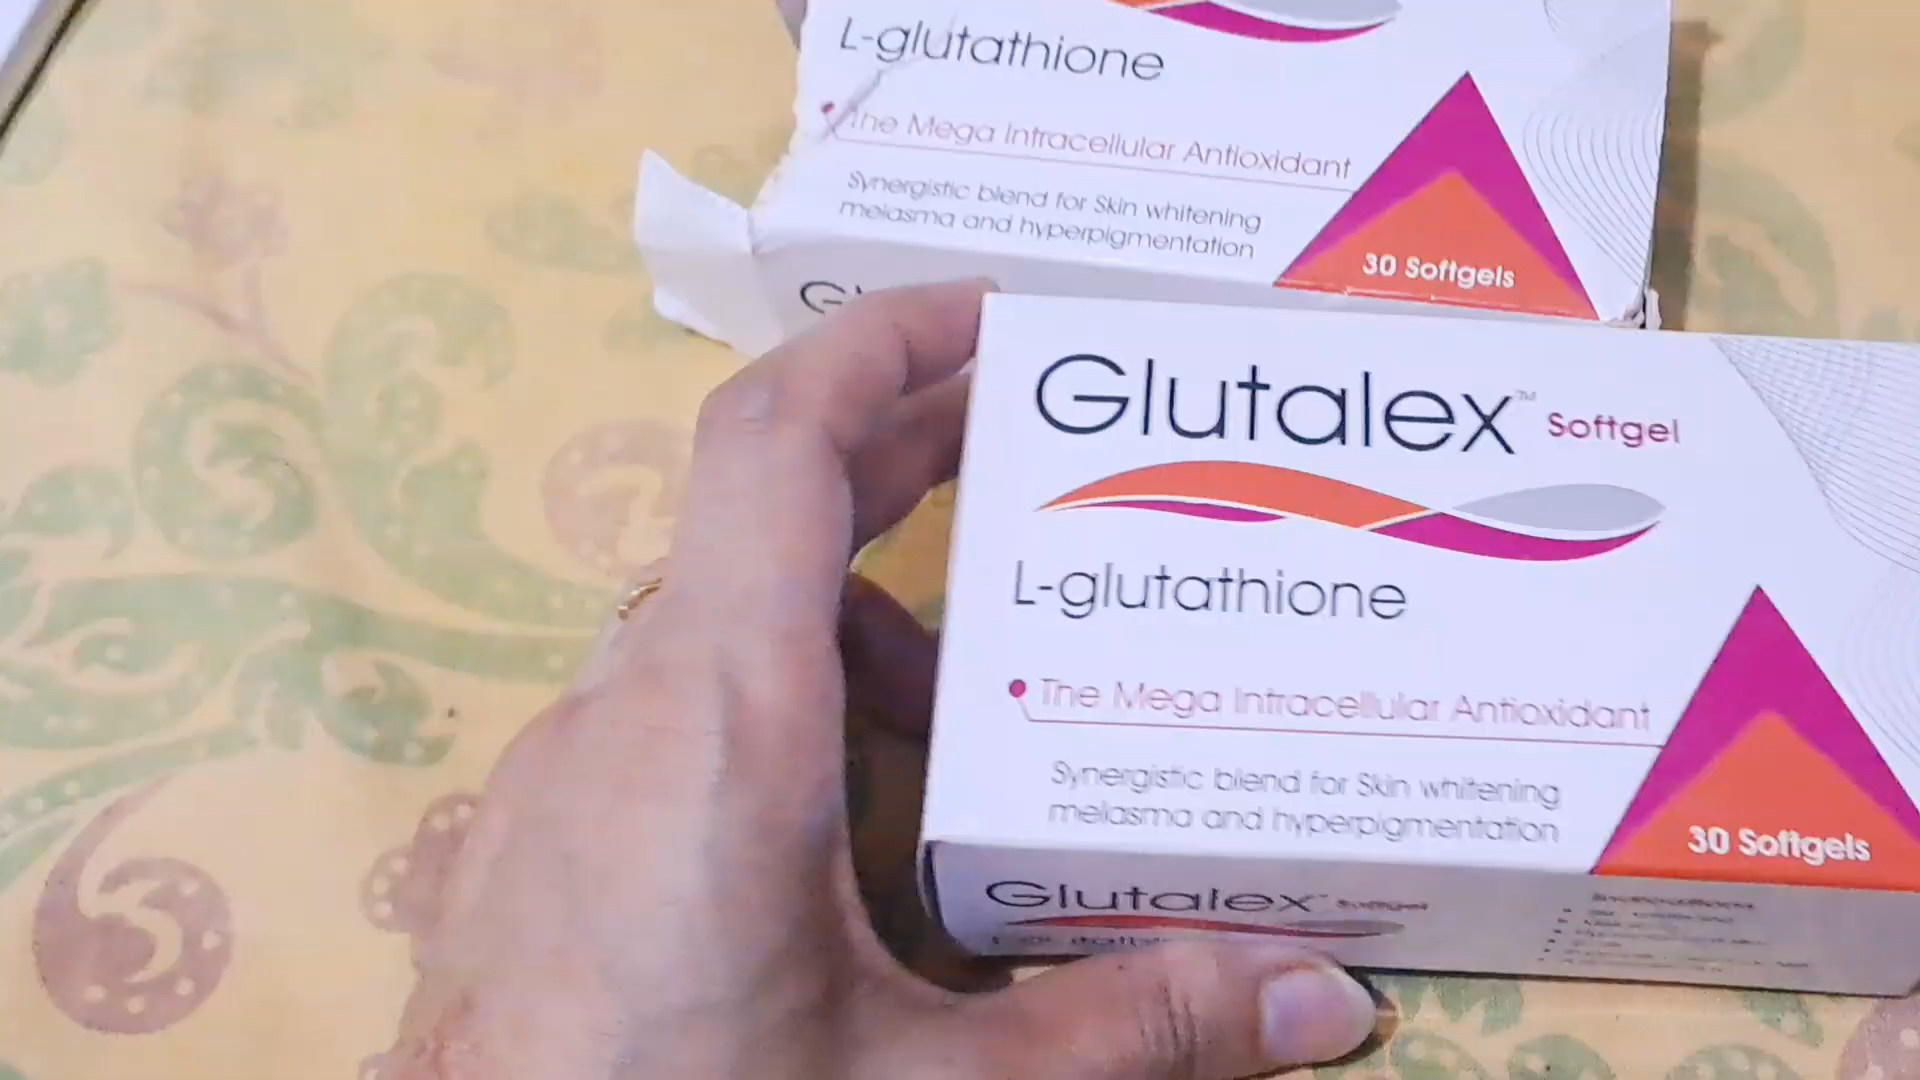 L-glutathione
The Mega Intracellular Antioxidant
Synergistic blend for Skin whitening
melasma and hyperpigmentation
30 Softgels
Glutalex™ Softgel
L-glutathione
The Mega Intracellular Antioxidant
Synergistic blend for Skin whitening
melasma and hyperpigmentation
30 Softgels
Glutalex Softgel